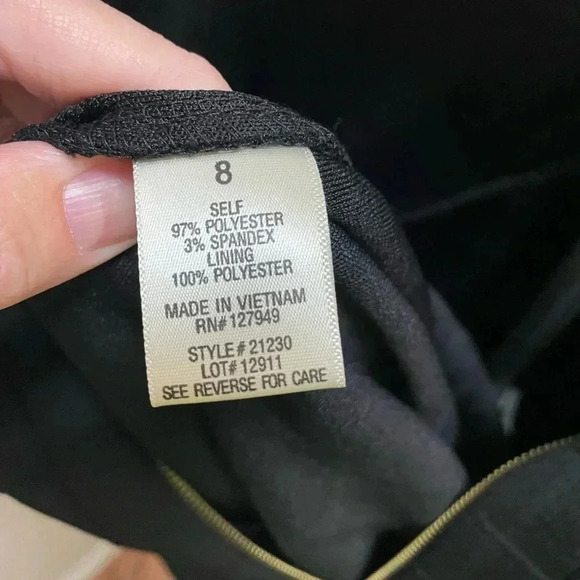 8
SELF
97% POLYESTER
3% SPANDEX
LINING
100% POLYESTER
MADE IN VIETNAM
RN# 127949
STYLE# 21230
LOT# 12911
SEE REVERSE FOR CARE